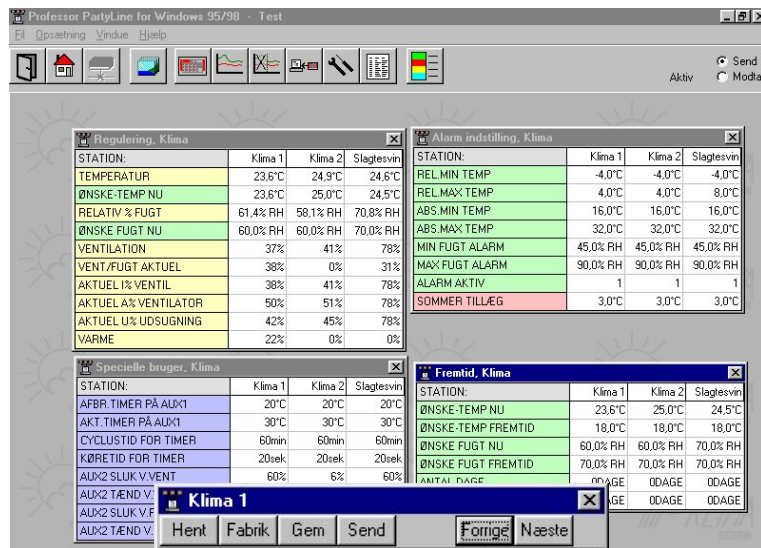 Professor PartyLine for Windows 95/98 - Test
Fil Opsætning Vindue Hjælp
Aktiv
Send
Modta
Regulering, Klima
STATION: Klima 1 Klima 2 Slagtesvin
TEMPERATUR 23,6°C 24,9°C 24,6°C
ØNSKE-TEMP NU 23,6°C 25,0°C 24,5°C
RELATIV % FUGT 61,4% RH 58,1% RH 70,8% RH
ØNSKE FUGT NU 60,0% RH 60,0% RH 70,0% RH
VENTILATION 37% 41% 78%
VENT/FUGT AKTUEL 38% 0% 31%
AKTUEL I% VENTIL 38% 41% 78%
AKTUEL A% VENTILATOR 50% 51% 78%
AKTUEL U% UDSUGNING 42% 45% 78%
VARME 22% 0% 0%
Alarm indstilling, Klima
STATION: Klima 1 Klima 2 Slagtesvin
REL.MIN TEMP -4,0°C -4,0°C -4,0°C
REL.MAX TEMP 4,0°C 4,0°C 8,0°C
ABS.MIN TEMP 16,0°C 16,0°C 16,0°C
ABS.MAX TEMP 32,0°C 32,0°C 32,0°C
MIN FUGT ALARM 45,0% RH 45,0% RH 45,0% RH
MAX FUGT ALARM 90,0% RH 90,0% RH 90,0% RH
ALARM AKTIV 1 1 1
SOMMER TILLÆG 3,0°C 3,0°C 3,0°C
Specielle bruger, Klima
STATION: Klima 1 Klima 2 Slagtesvin
AFBR.TIMER PÅ AUX1 20°C 20°C 20°C
AKT.TIMER PÅ AUX1 30°C 30°C 30°C
CYCLUSTID FOR TIMER 60min 60min 60min
KØRETID FOR TIMER 20sek 20sek 20sek
AUX2 SLUK V.VENT 60% 6% 60%
AUX2 TÆND V.
AUX2 SLUK V.F
AUX2 TÆND V.
Fremtid, Klima
STATION: Klima 1 Klima 2 Slagtesvin
ØNSKE-TEMP NU 23,6°C 25,0°C 24,5°C
ØNSKE-TEMP FREMTID 18,0°C 18,0°C 18,0°C
ØNSKE FUGT NU 60,0% RH 60,0% RH 70,0% RH
ØNSKE FUGT FREMTID 70,0% RH 70,0% RH 70,0% RH
ANTAL DAGE 0DAGE 0DAGE 0DAGE
0DAGE 0DAGE
Klima 1
Hent Fabrik Gem Send Forrige Næste
DESIGN